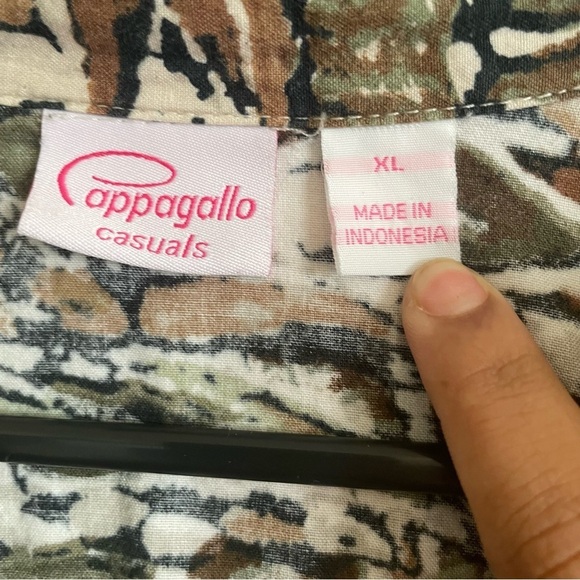 Pappagallo
casuals
XL
MADE IN
INDONESIA